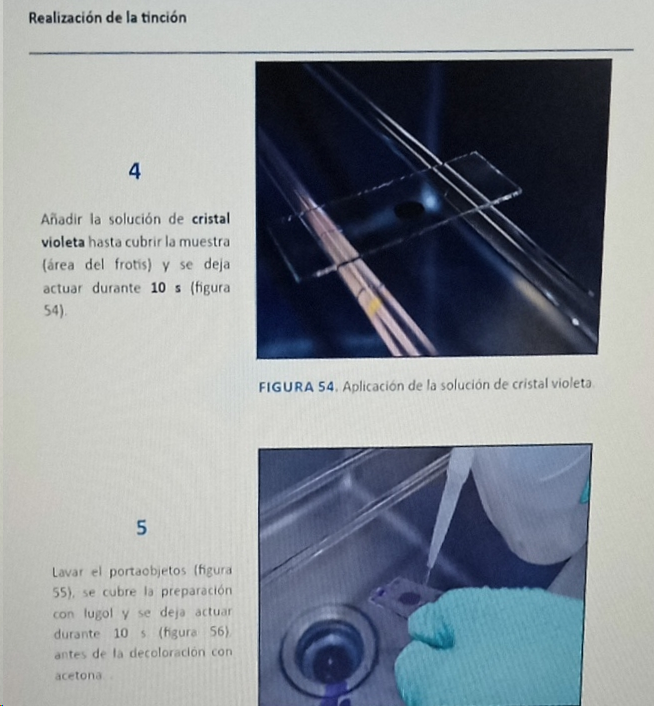 Realización de la tinción
4
Añadir la solución de cristal
violeta hasta cubrir la muestra
(área del frotis) y se deja
actuar durante 10 s (figura
54).
FIGURA 54. Aplicación de la solución de cristal violeta.
5
Lavar el portaobjetos (figura
55), se cubre la preparación
con lugol y se deja actuar
durante 10 s (figura 56)
antes de la decoloración con
acetona.